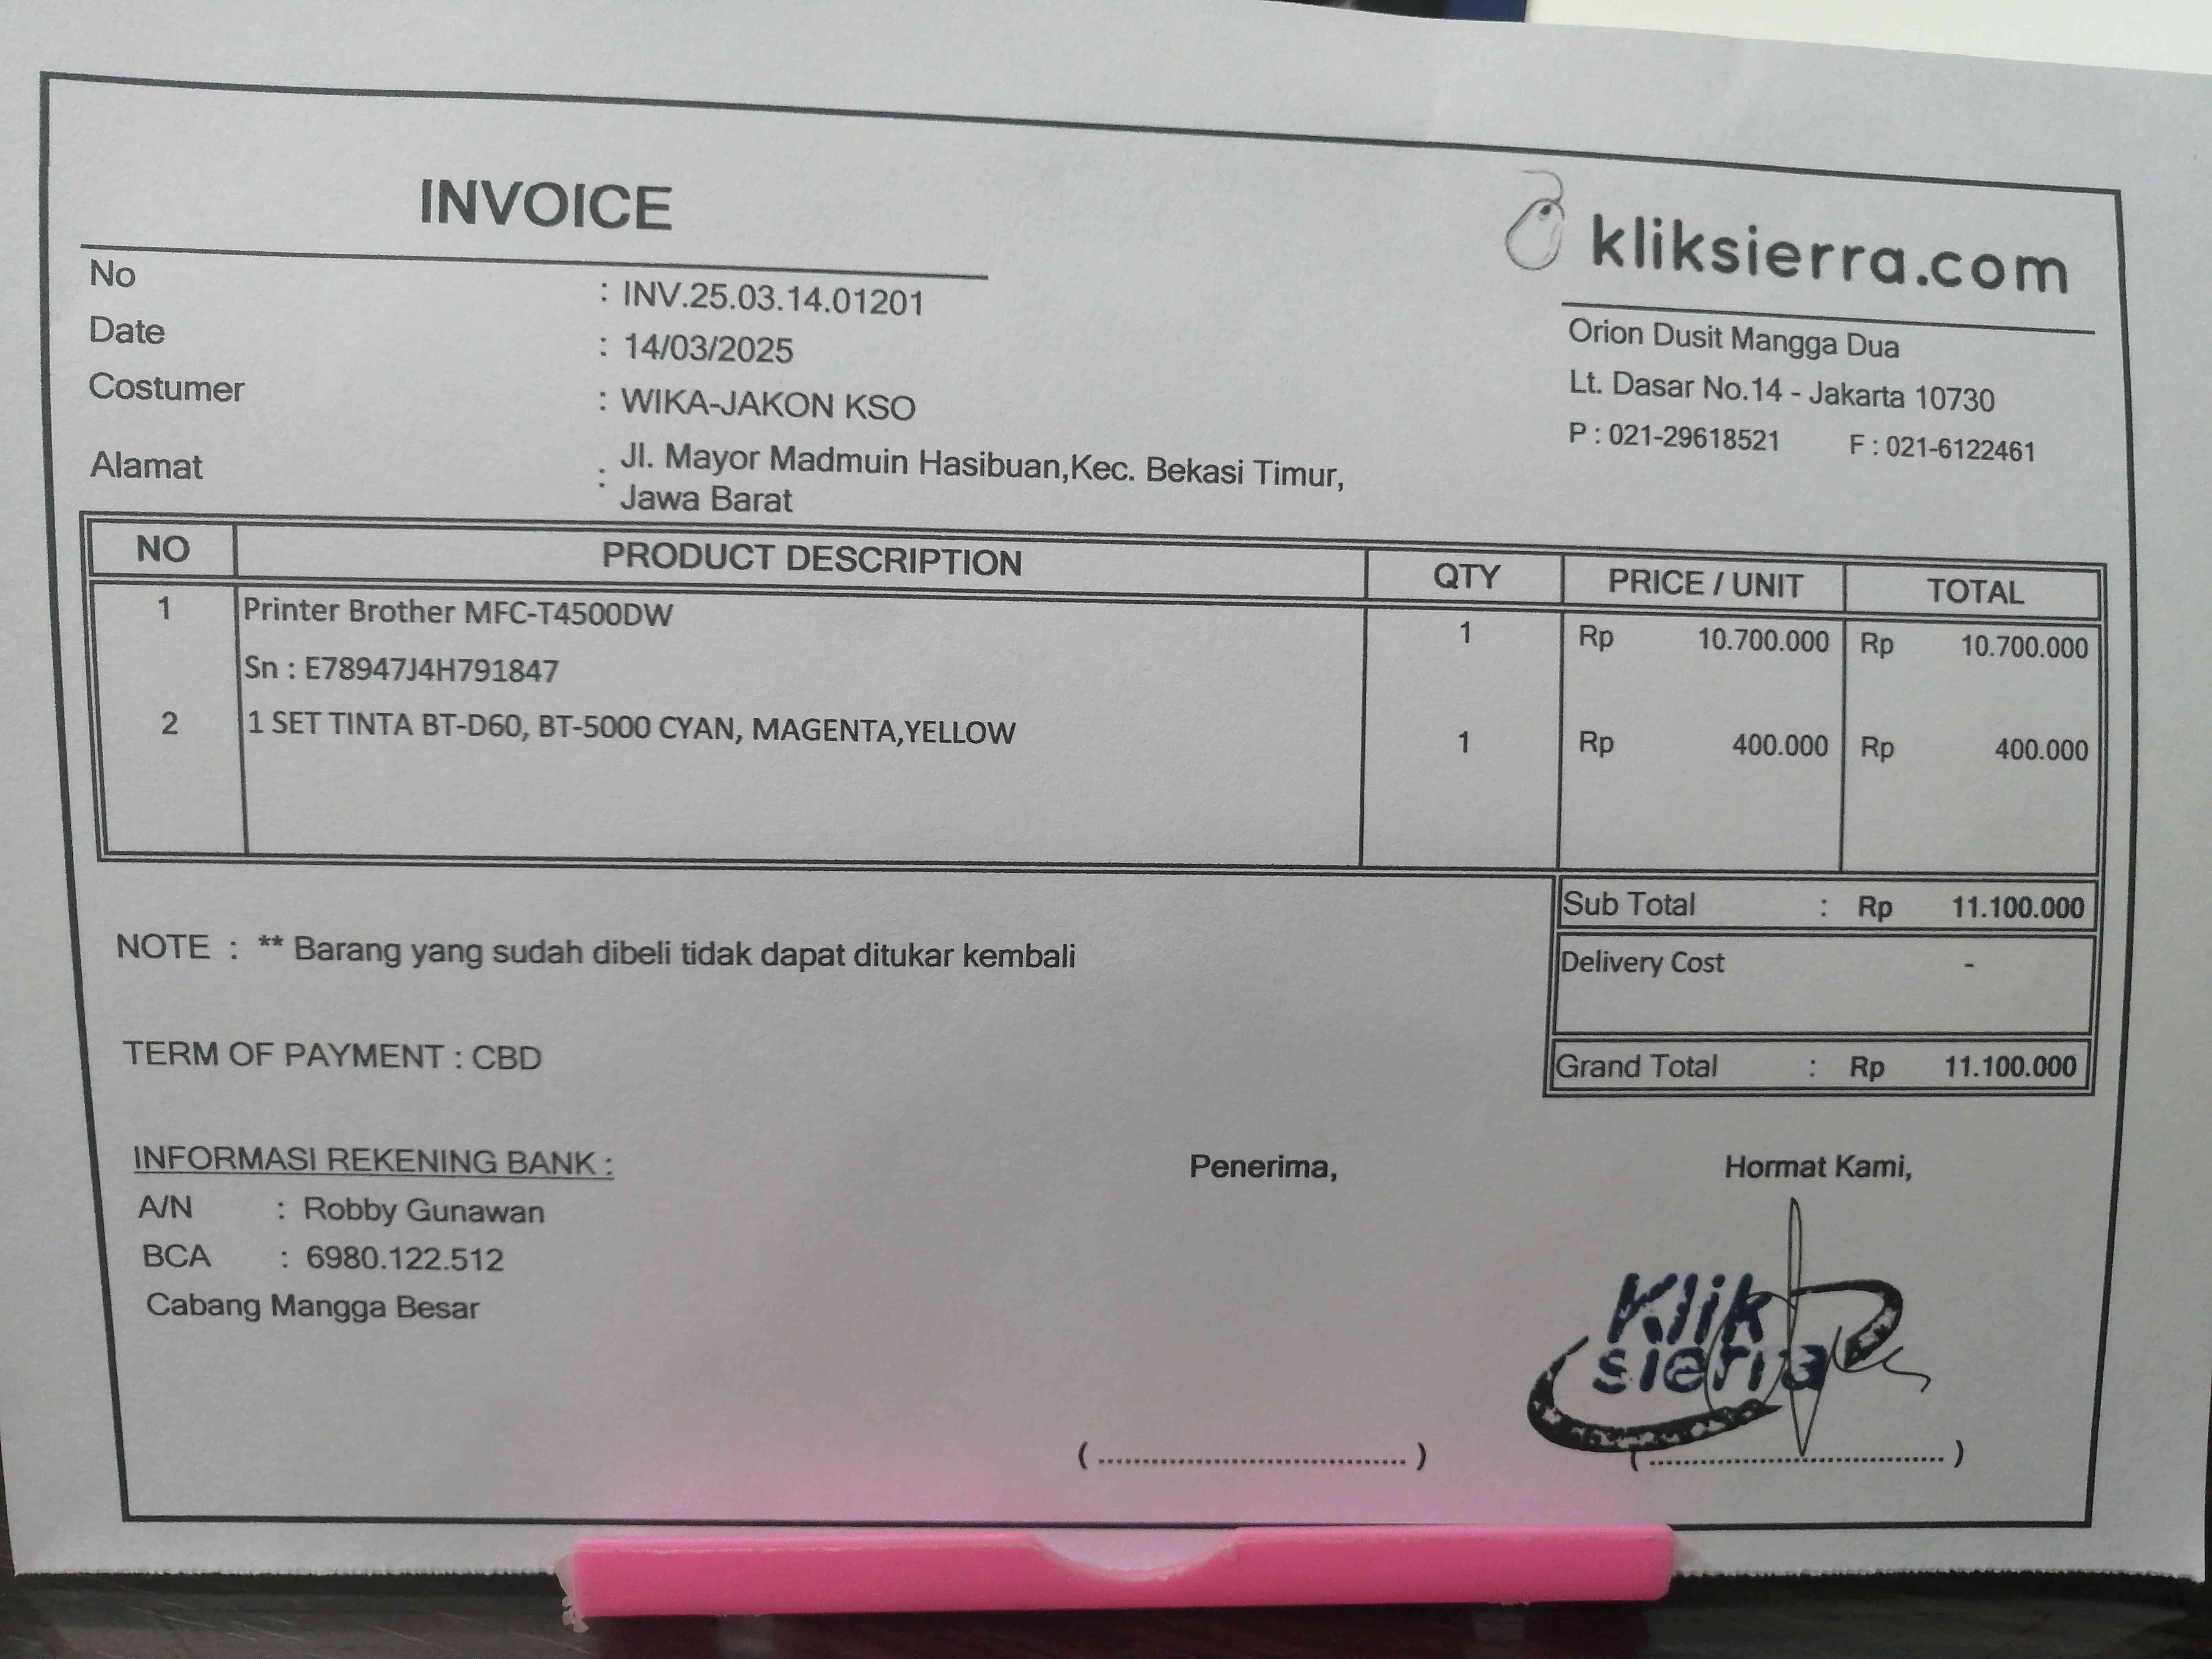 INVOICE
kliksierra.com
Orion Dusit Mangga Dua
Lt. Dasar No.14 - Jakarta 10730
P : 021-29618521 F : 021-6122461
No : INV.25.03.14.01201
Date : 14/03/2025
Costumer : WIKA-JAKON KSO
Alamat : Jl. Mayor Madmuin Hasibuan,Kec. Bekasi Timur,
Jawa Barat
NO PRODUCT DESCRIPTION QTY PRICE / UNIT TOTAL
1 Printer Brother MFC-T4500DW 1 Rp 10.700.000 Rp 10.700.000
Sn : E78947J4H791847
2 1 SET TINTA BT-D60, BT-5000 CYAN, MAGENTA,YELLOW 1 Rp 400.000 Rp 400.000
Sub Total : Rp 11.100.000
NOTE : ** Barang yang sudah dibeli tidak dapat ditukar kembali
Delivery Cost -
TERM OF PAYMENT : CBD
Grand Total : Rp 11.100.000
INFORMASI REKENING BANK :
A/N : Robby Gunawan
BCA : 6980.122.512
Cabang Mangga Besar
Penerima,
Hormat Kami,
Klik
sierra
(....................................)
(....................................)